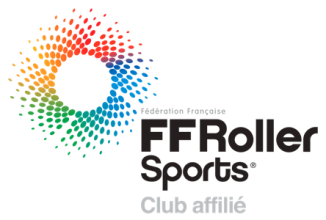 Fédération Française
FFRoller
Sports®
Club affilié